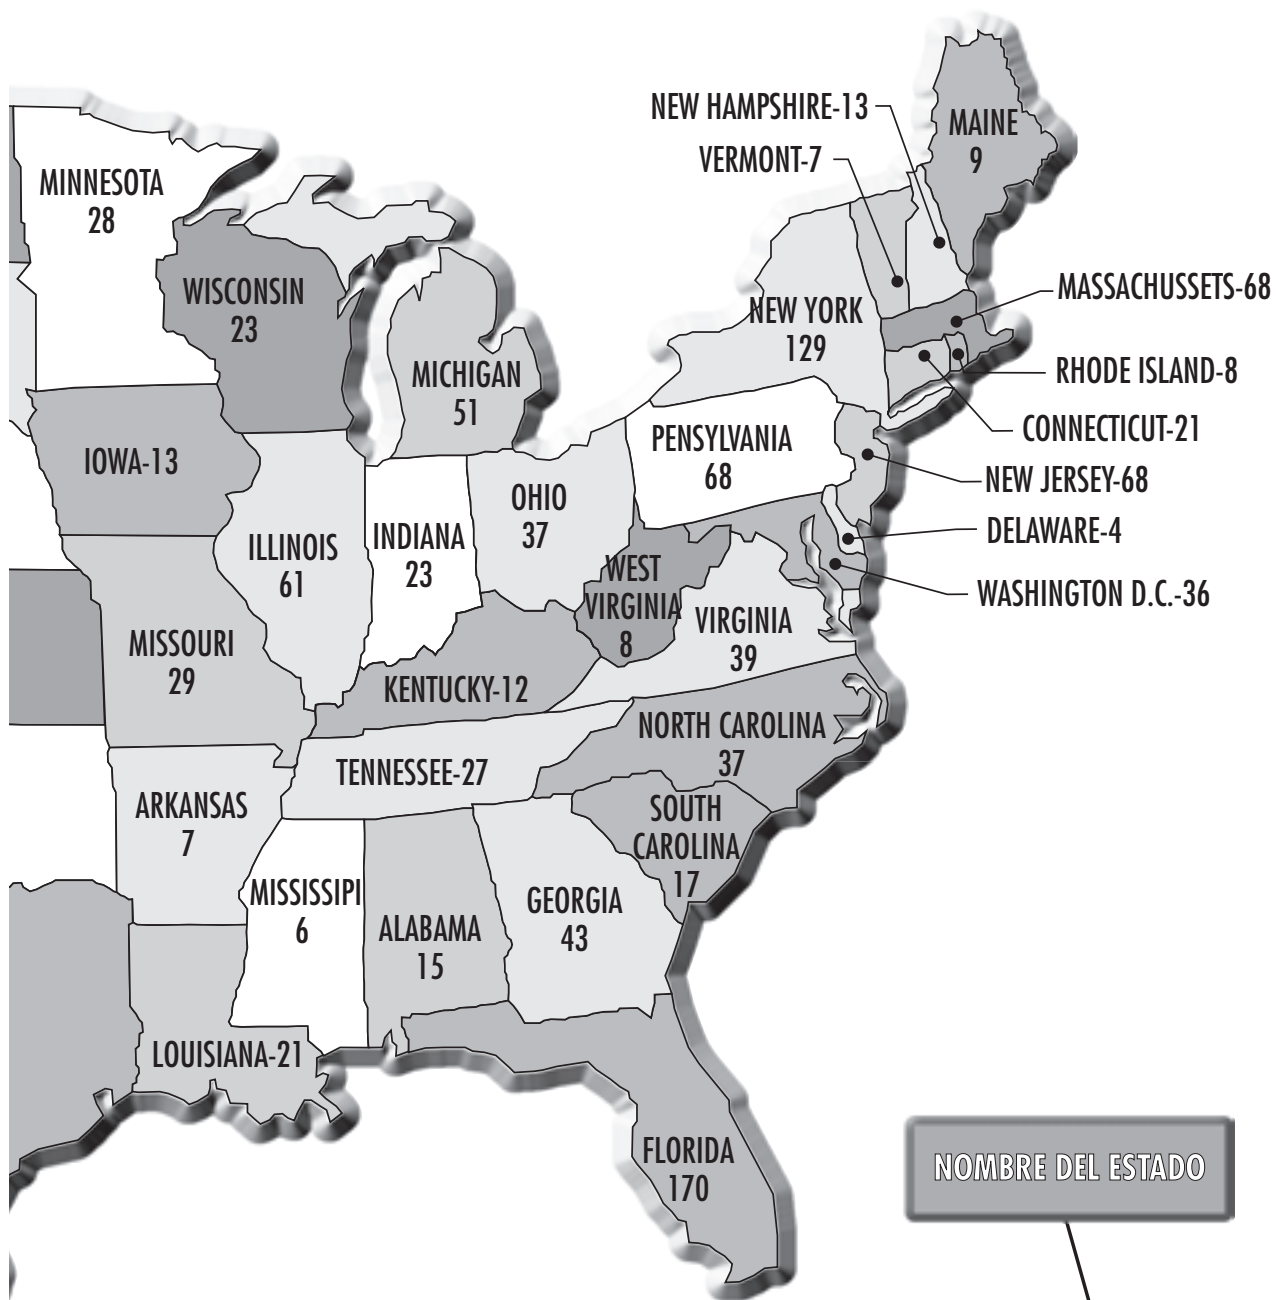 NEW HAMPSHIRE-13
MAINE
9
VERMONT-7
MINNESOTA
28
WISCONSIN
23
MASSACHUSSETS-68
NEW YORK
129
RHODE ISLAND-8
MICHIGAN
51
CONNECTICUT-21
PENSYLVANIA
68
IOWA-13
NEW JERSEY-68
OHIO
37
DELAWARE-4
INDIANA
23
ILLINOIS
61
WEST
VIRGINIA
8
WASHINGTON D.C.-36
VIRGINIA
39
MISSOURI
29
KENTUCKY-12
NORTH CAROLINA
37
TENNESSEE-27
ARKANSAS
7
SOUTH
CAROLINA
17
MISSISSIPI
6
GEORGIA
43
ALABAMA
15
LOUISIANA-21
FLORIDA
170
NOMBRE DEL ESTADO